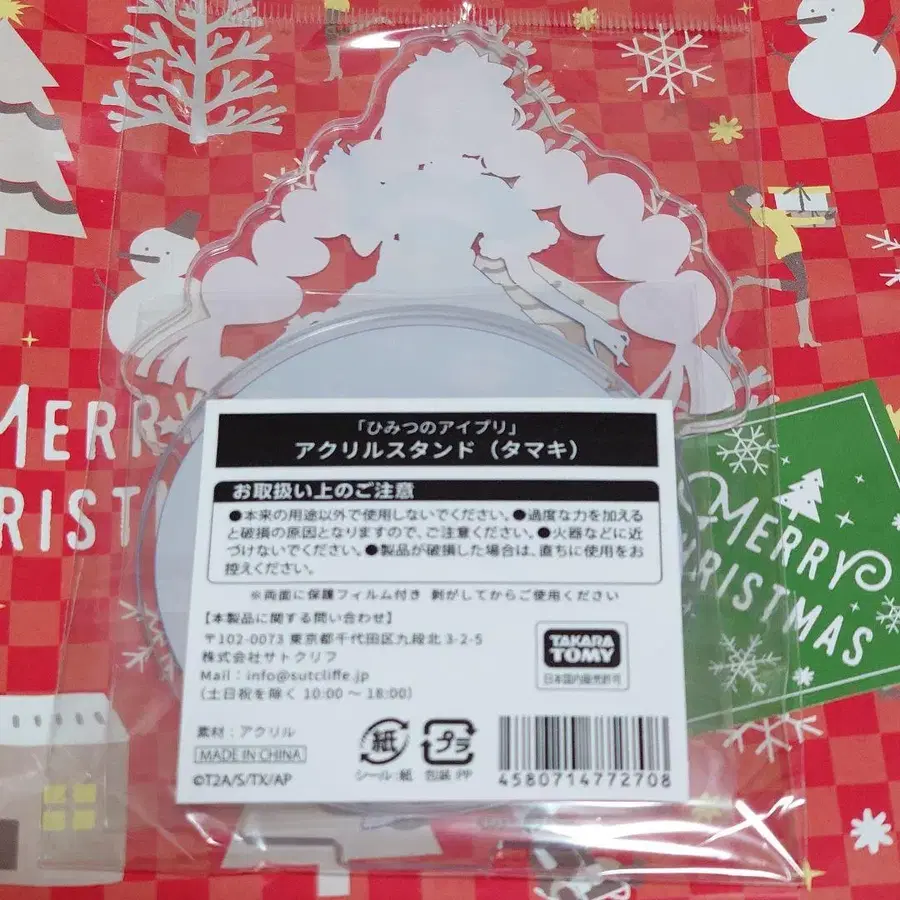 「ひみつのアイプリ」
アクリルスタンド（タマキ）
お取扱い上のご注意
●本来の用途以外で使用しないでください。●過度な力を加える
と破損の原因となりますので、ご注意ください。●火器などに近
づけないでください。●製品が破損した場合は、直ちに使用をお
控えください。
※両面に保護フィルム付き 剝がしてからご使用ください
【本製品に関する問い合わせ】
〒102-0073 東京都千代田区九段北 3-2-5
株式会社サトクリフ
Mail：info@sutcliffe.jp
（土日祝を除く 10:00 ～ 18:00）
TAKARA
TOMY
日本国内販売許可
素材：アクリル
MADE IN CHINA
©T2A/S/TX/AP
紙
シール:紙
プラ
包装:PP
4580714772708
MERRY
CHRISTMAS
MERRY
CHRISTMAS